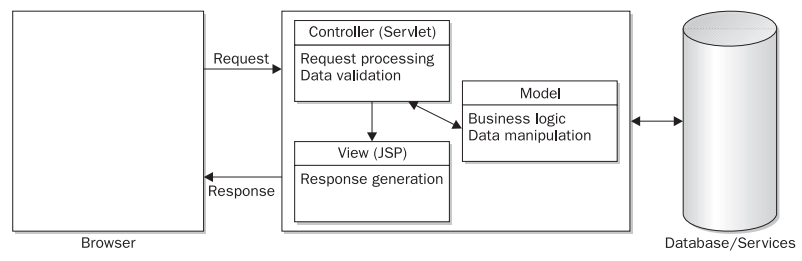 Controller (Servlet)
Request processing
Data validation
Request
Model
Business logic
Data manipulation
View (JSP)
Response generation
Response
Browser
Database/Services